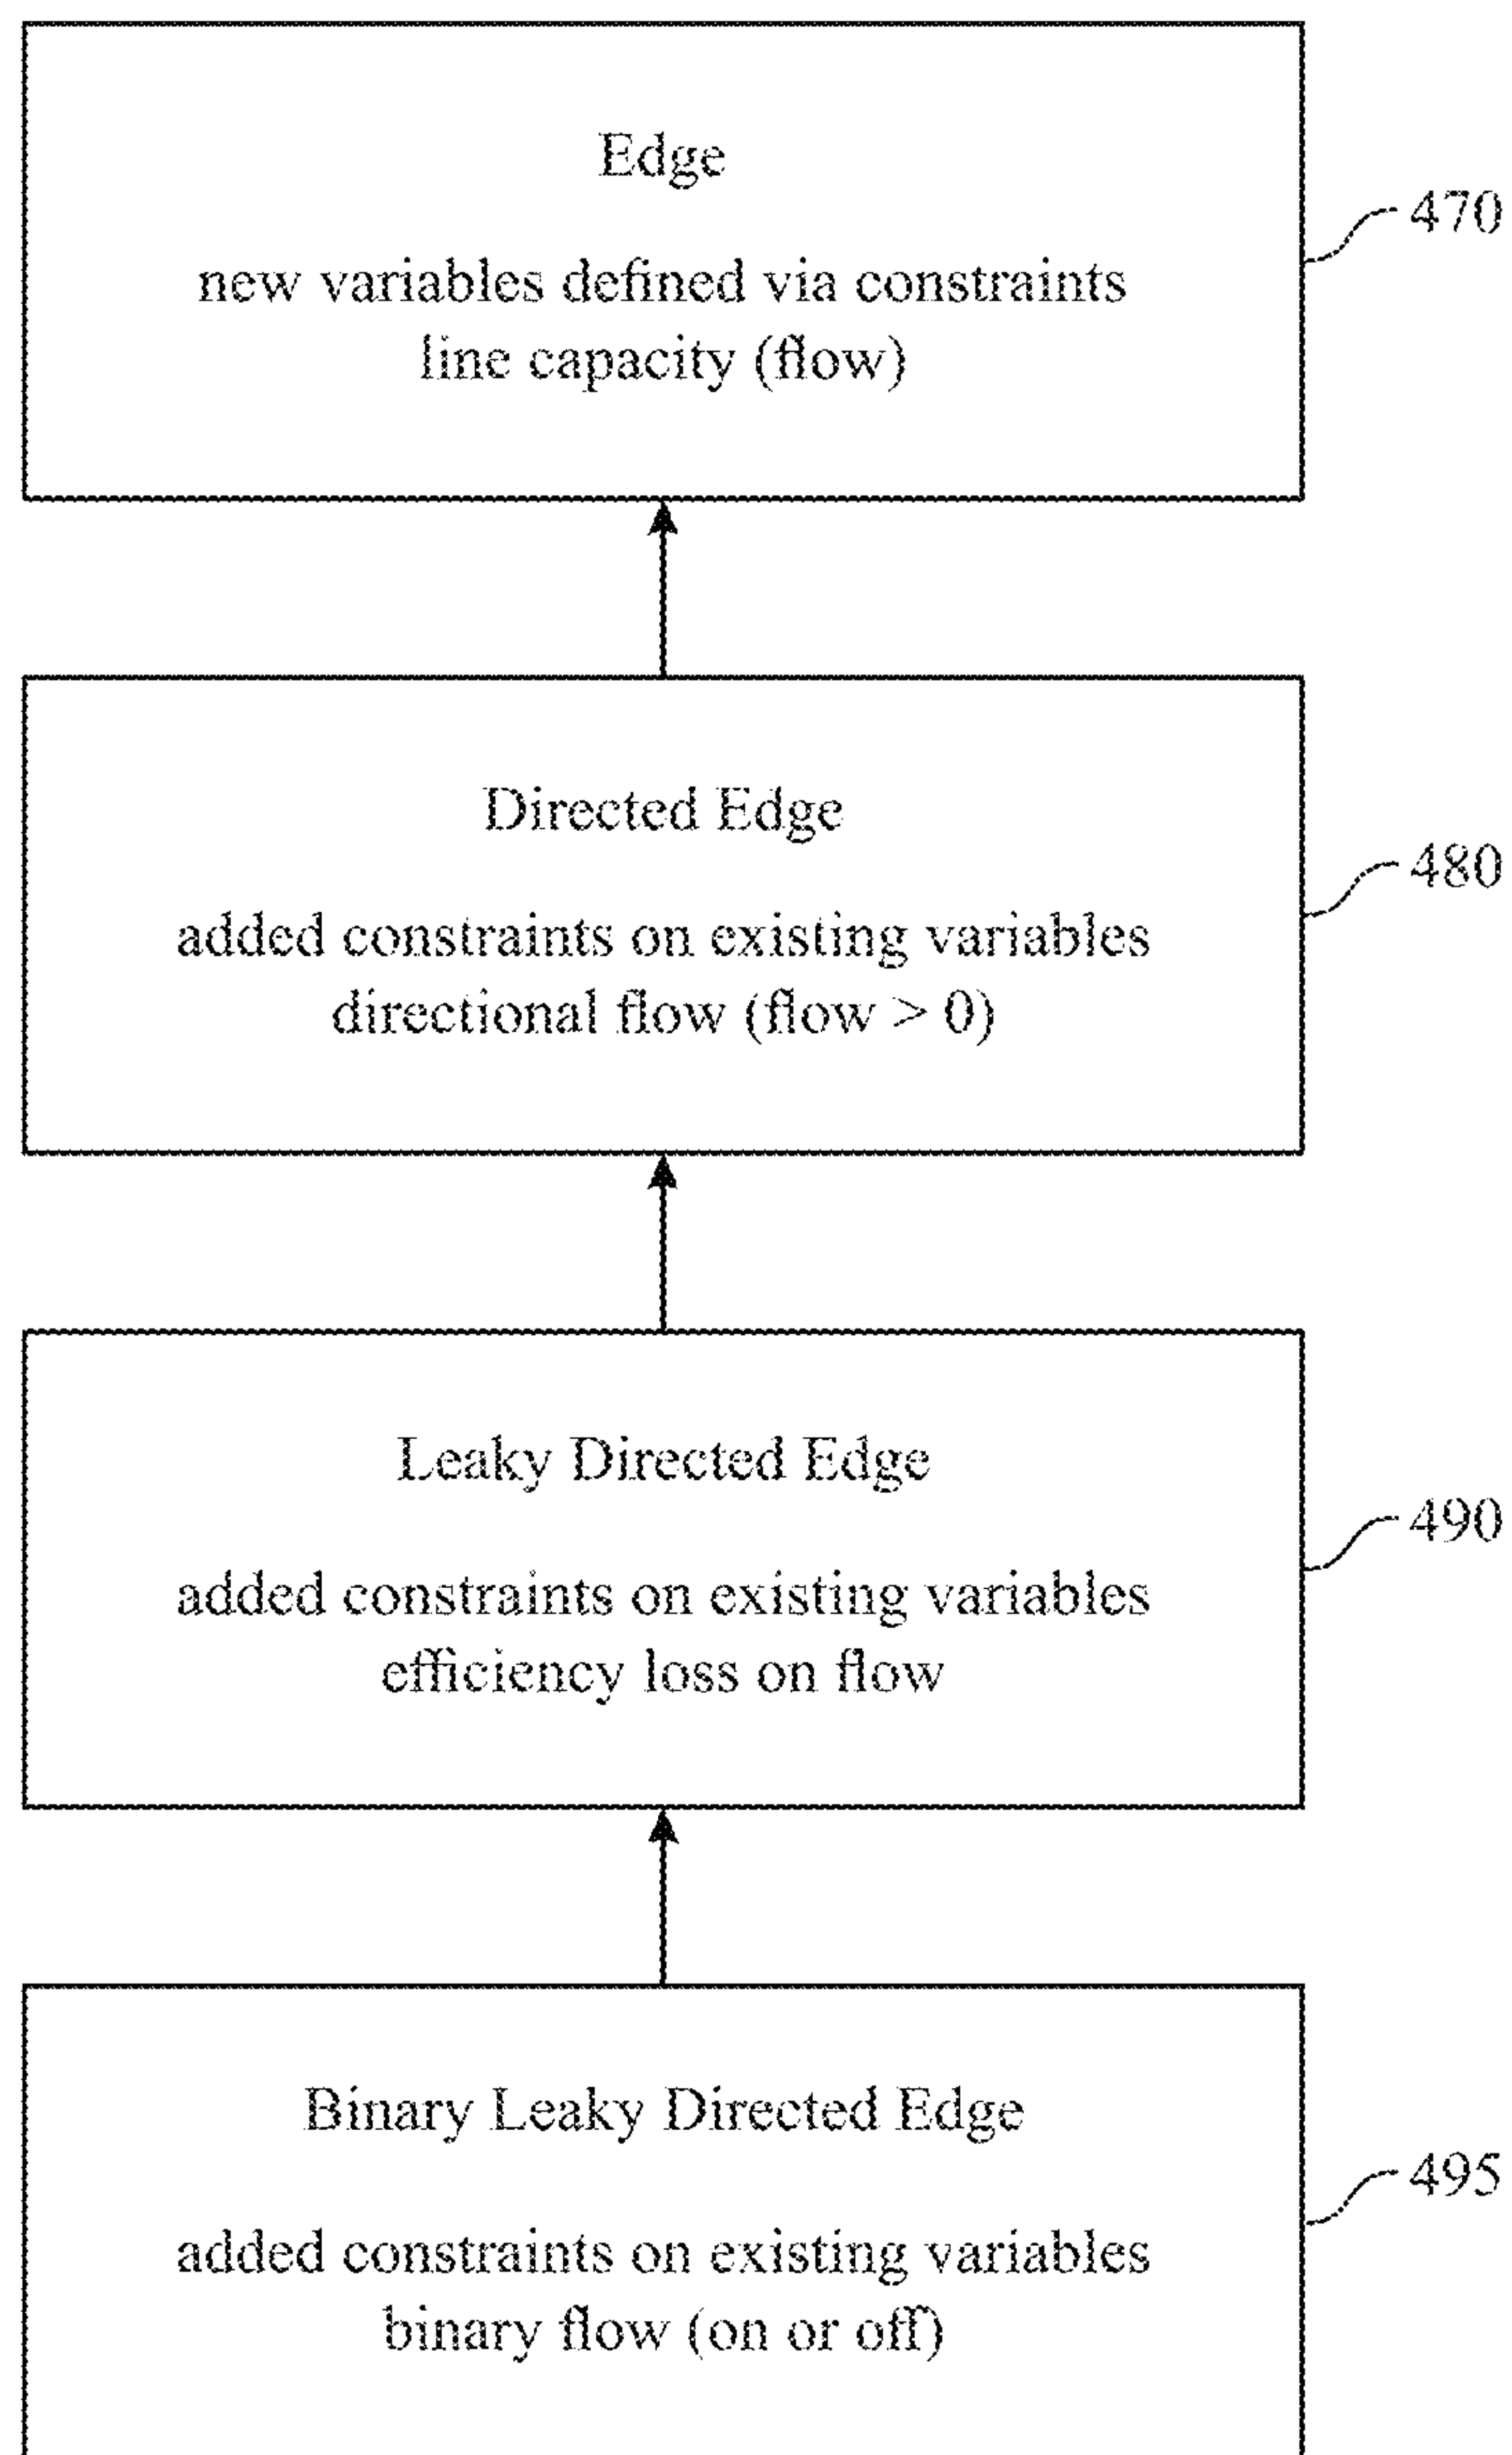 Edge
new variables defined via constraints
line capacity (flow)
470
Directed Edge
added constraints on existing variables
directional flow (flow > 0)
480
Leaky Directed Edge
added constraints on existing variables
efficiency loss on flow
490
Binary Leaky Directed Edge
added constraints on existing variables
binary flow (on or off)
495